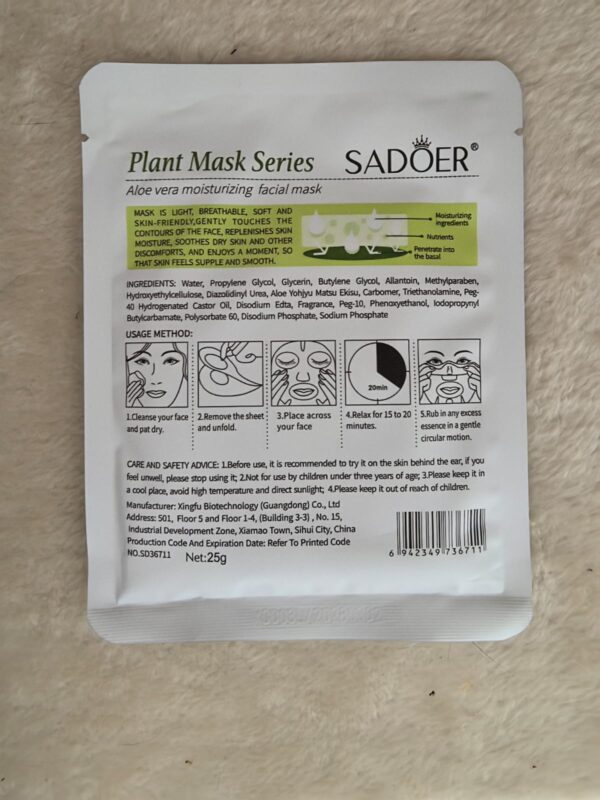 Plant Mask Series SADOER®
Aloe vera moisturizing facial mask
MASK IS LIGHT, BREATHABLE, SOFT AND
SKIN-FRIENDLY,GENTLY TOUCHES THE
CONTOURS OF THE FACE, REPLENISHES SKIN
MOISTURE, SOOTHES DRY SKIN AND OTHER
DISCOMFORTS, AND ENJOYS A MOMENT, SO
THAT SKIN FEELS SUPPLE AND SMOOTH.
Moisturizing
ingredients
Nutrients
Penetrate into
the basal
INGREDIENTS: Water, Propylene Glycol, Glycerin, Butylene Glycol, Allantoin, Methylparaben,
Hydroxyethylcellulose, Diazolidinyl Urea, Aloe Yohjyu Matsu Ekisu, Carbomer, Triethanolamine, Peg-
40 Hydrogenated Castor Oil, Disodium Edta, Fragrance, Peg-10, Phenoxyethanol, Iodopropynyl
Butylcarbamate, Polysorbate 60, Disodium Phosphate, Sodium Phosphate
USAGE METHOD:
20min
1.Cleanse your face
and pat dry.
2.Remove the sheet
and unfold.
3.Place across
your face
4.Relax for 15 to 20
minutes.
5.Rub in any excess
essence in a gentle
circular motion.
CARE AND SAFETY ADVICE: 1.Before use, it is recommended to try it on the skin behind the ear, if you
feel unwell, please stop using it; 2.Not for use by children under three years of age; 3.Please keep it in
a cool place, avoid high temperature and direct sunlight; 4.Please keep it out of reach of children.
Manufacturer: Xingfu Biotechnology (Guangdong) Co., Ltd
Address: 501, Floor 5 and Floor 1-4, (Building 3-3) , No. 15,
Industrial Development Zone, Xiamao Town, Sihui City, China
Production Code And Expiration Date: Refer To Printed Code
NO.SD36711 Net:25g
6 942349 736711